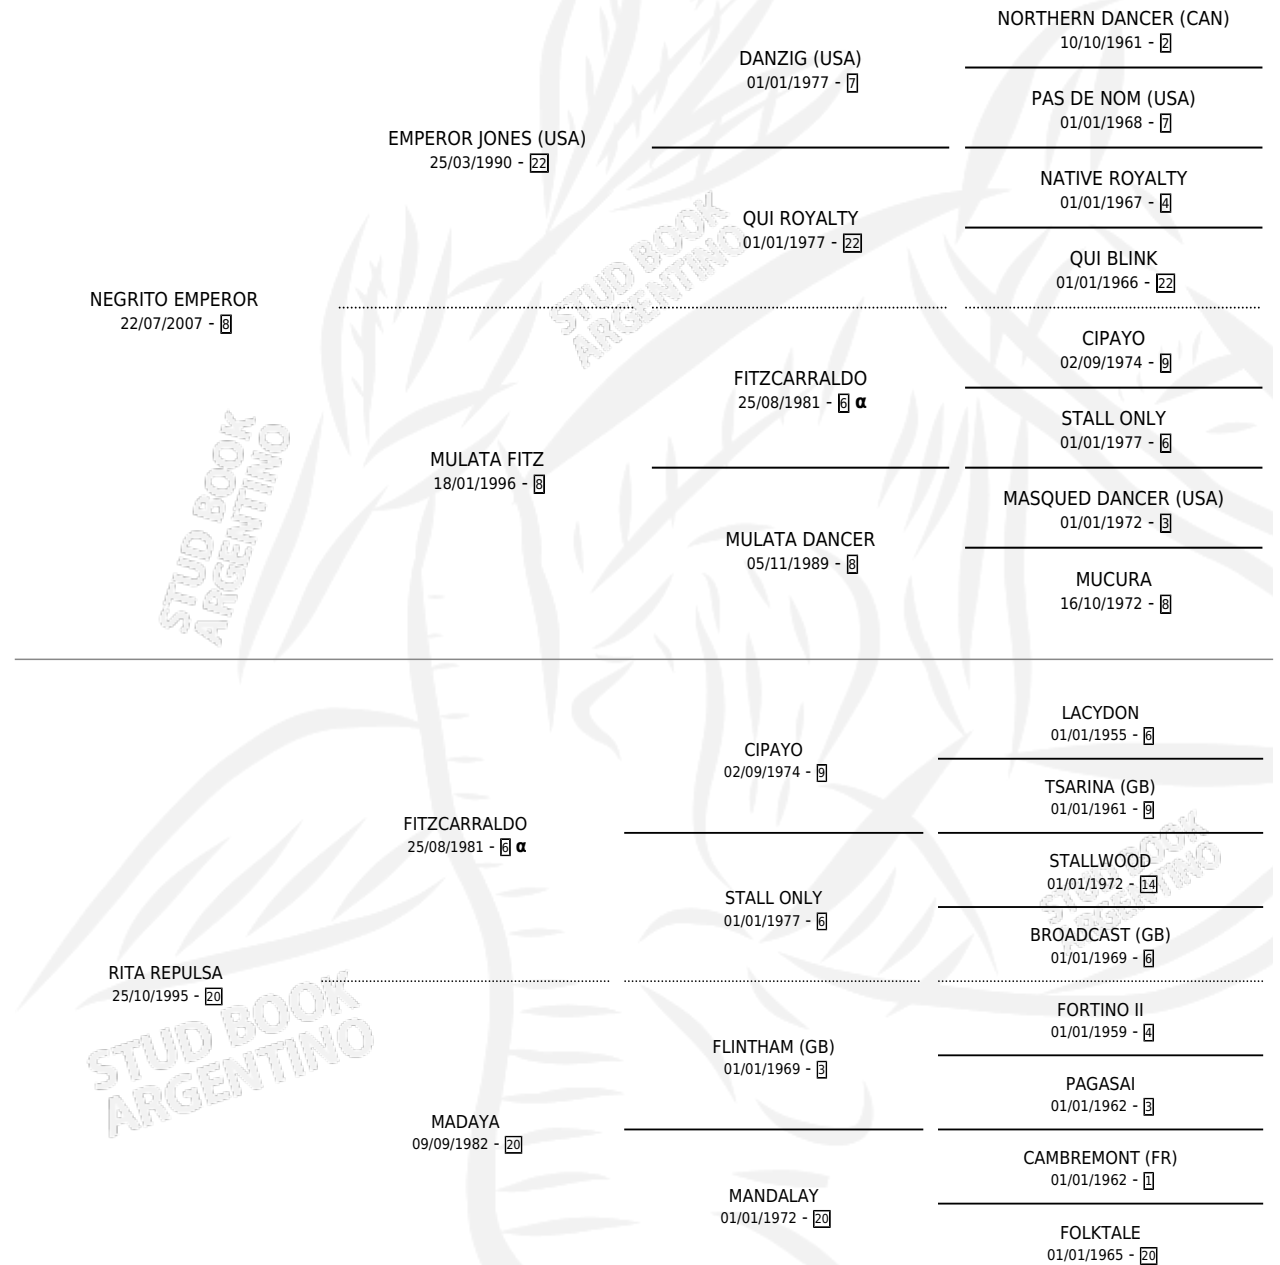 NORTHERN DANCER (CAN)
10/10/1961 - 2
DANZIG (USA)
01/01/1977 - 7
PAS DE NOM (USA)
01/01/1968 - 7
EMPEROR JONES (USA)
25/03/1990 - 22
NATIVE ROYALTY
01/01/1967 - 4
QUI ROYALTY
01/01/1977 - 22
QUI BLINK
01/01/1966 - 22
NEGRITO EMPEROR
22/07/2007 - 8
CIPAYO
02/09/1974 - 9
FITZCARRALDO
25/08/1981 - 6 α
STALL ONLY
01/01/1977 - 6
MULATA FITZ
18/01/1996 - 8
MASQUED DANCER (USA)
01/01/1972 - 3
MULATA DANCER
05/11/1989 - 8
MUCURA
16/10/1972 - 8
LACYDON
01/01/1955 - 6
CIPAYO
02/09/1974 - 9
TSARINA (GB)
01/01/1961 - 9
FITZCARRALDO
25/08/1981 - 6 α
STALLWOOD
01/01/1972 - 14
STALL ONLY
01/01/1977 - 6
BROADCAST (GB)
01/01/1969 - 6
RITA REPULSA
25/10/1995 - 20
FORTINO II
01/01/1959 - 4
FLINTHAM (GB)
01/01/1969 - 3
PAGASAI
01/01/1962 - 3
MADAYA
09/09/1982 - 20
CAMBREMONT (FR)
01/01/1962 - 1
MANDALAY
01/01/1972 - 20
FOLKTALE
01/01/1965 - 20
STUD BOOK
ARGENTINO
STUD BOOK
ARGENTINO
STUD BOOK
ARGENTINO
STUD BOOK
ARGENTINO